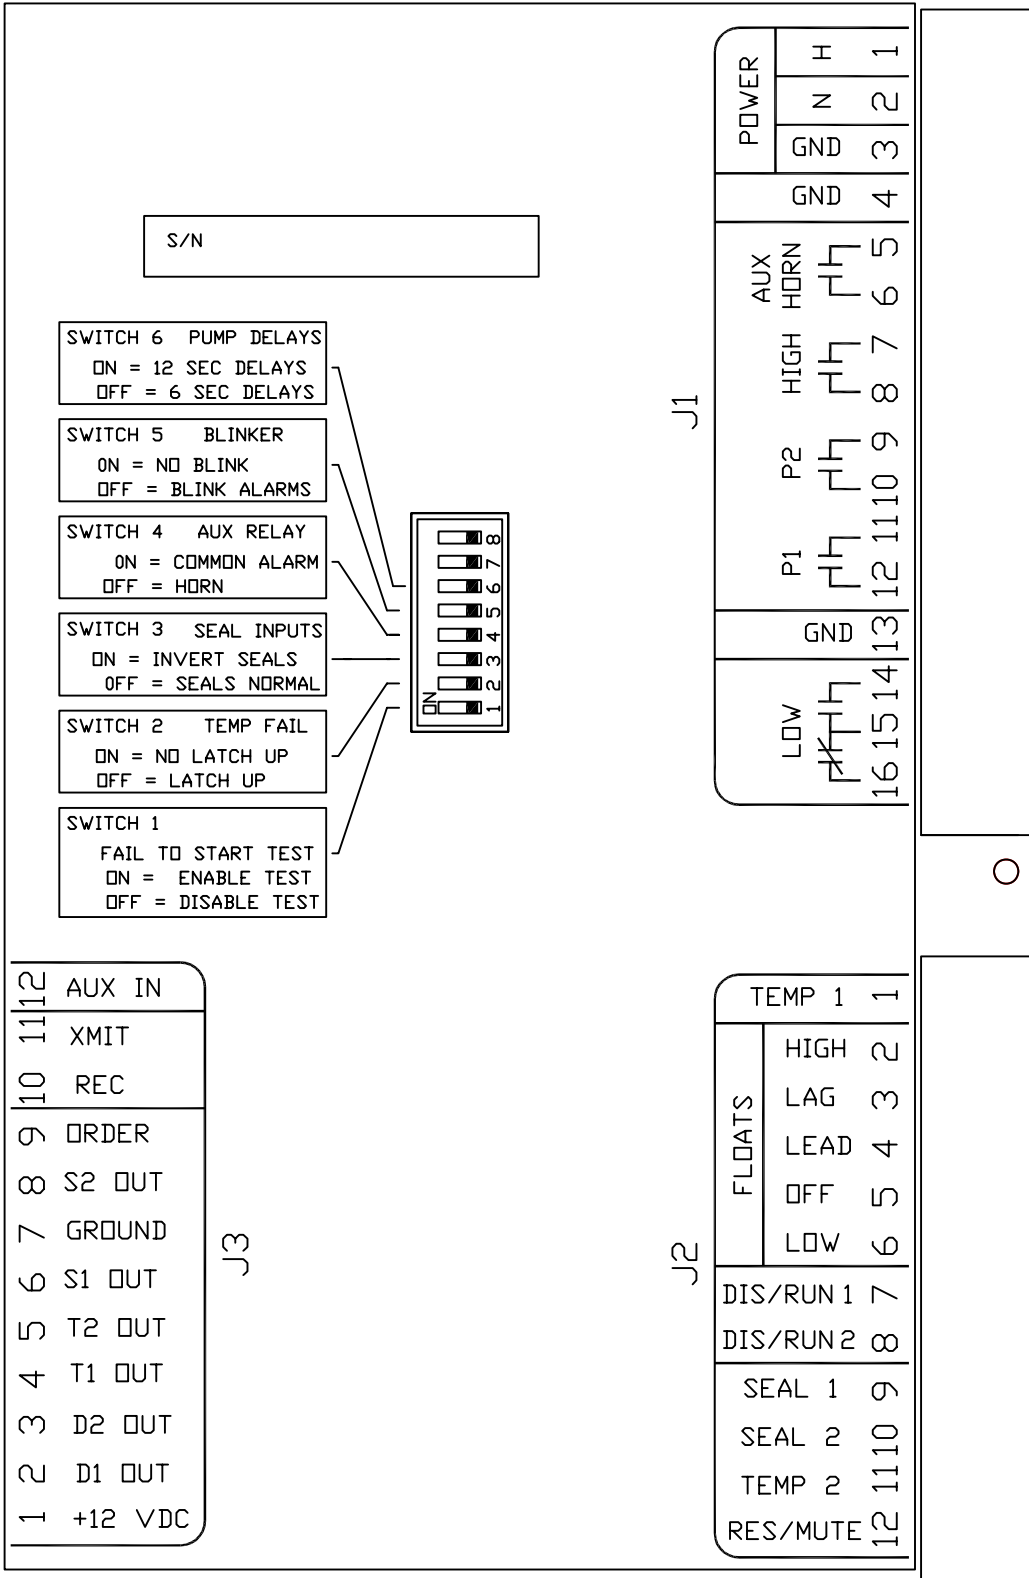 S/N
SWITCH 6 PUMP DELAYS
ON = 12 SEC DELAYS
OFF = 6 SEC DELAYS
SWITCH 5 BLINKER
ON = NO BLINK
OFF = BLINK ALARMS
SWITCH 4 AUX RELAY
ON = COMMON ALARM
OFF = HORN
SWITCH 3 SEAL INPUTS
ON = INVERT SEALS
OFF = SEALS NORMAL
SWITCH 2 TEMP FAIL
ON = NO LATCH UP
OFF = LATCH UP
SWITCH 1
FAIL TO START TEST
ON = ENABLE TEST
OFF = DISABLE TEST
8
7
6
5
4
3
2
1
ON
J1
POWER
H 1
N 2
GND 3
GND 4
AUX HORN
5
6
HIGH
7
8
P2
9
10
P1
11
12
GND 13
LOW
14
15
16
J3
12 AUX IN
11 XMIT
10 REC
9 ORDER
8 S2 OUT
7 GROUND
6 S1 OUT
5 T2 OUT
4 T1 OUT
3 D2 OUT
2 D1 OUT
1 +12 VDC
J2
TEMP 1 1
FLOATS
HIGH 2
LAG 3
LEAD 4
OFF 5
LOW 6
DIS/RUN 1 7
DIS/RUN 2 8
SEAL 1 9
SEAL 2 10
TEMP 2 11
RES/MUTE 12